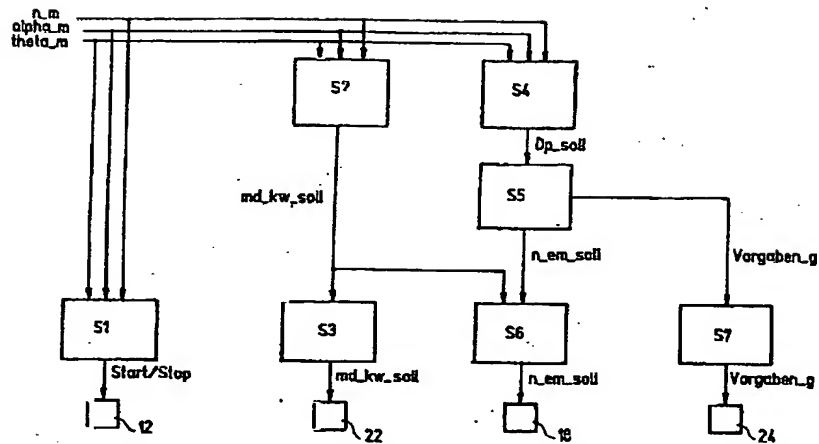 n_m
alpha_m
theta_m
S2
S4
Dp_soll
md_kw_soll
S5
n_em_soll
Vorgaben_g
S1
S3
S6
S7
Start/Stop
md_kw_soll
n_em_soll
Vorgaben_g
12
22
18
24